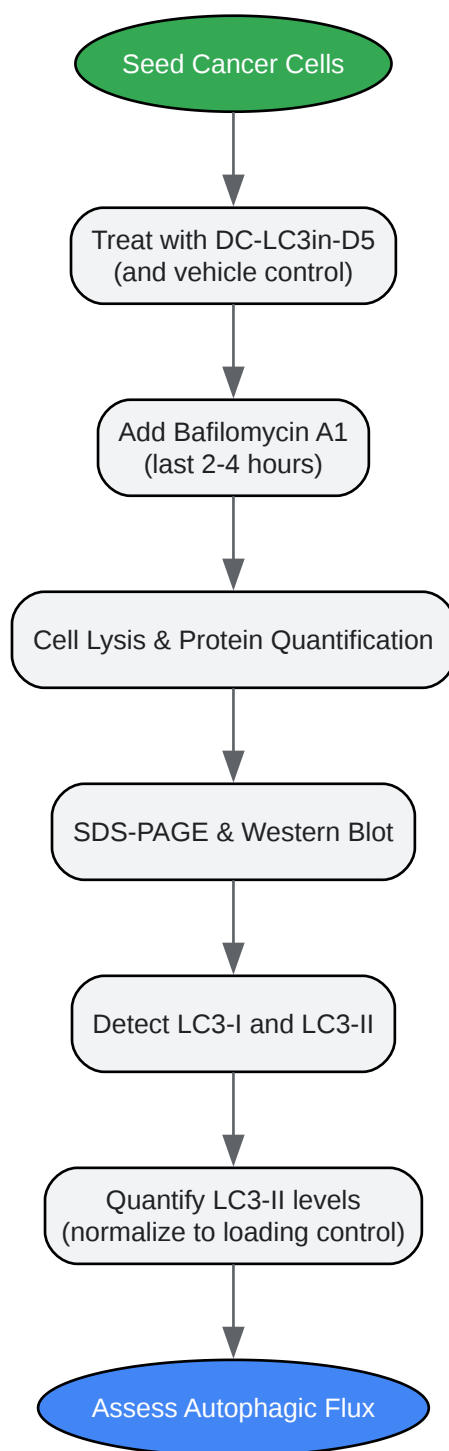 Seed Cancer Cells
Treat with DC-LC3in-D5
(and vehicle control)
Add Bafilomycin A1
(last 2-4 hours)
Cell Lysis & Protein Quantification
SDS-PAGE & Western Blot
Detect LC3-I and LC3-II
Quantify LC3-II levels
(normalize to loading control)
Assess Autophagic Flux